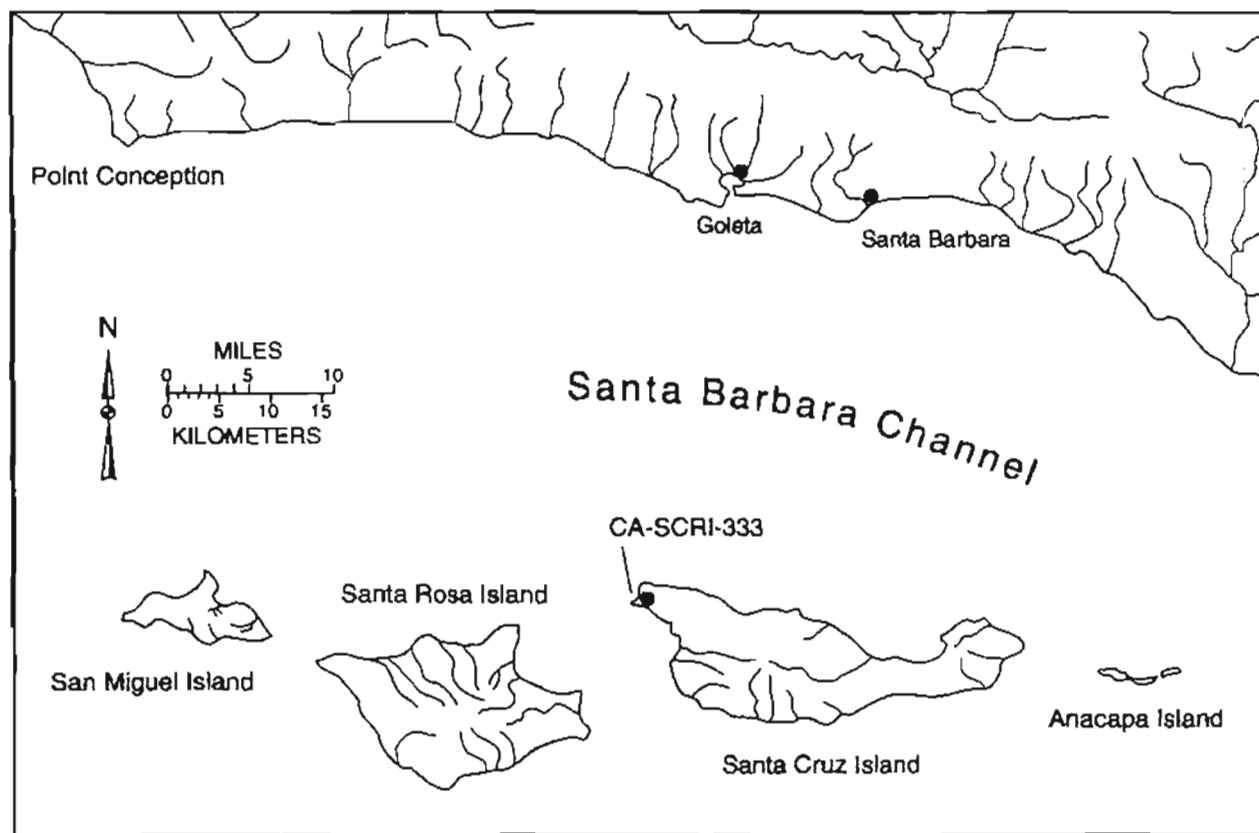 Point Conception
Goleta
Santa Barbara
N
MILES
0 5 10
0 5 10 15
KILOMETERS
Santa Barbara Channel
CA-SCRI-333
Santa Rosa Island
San Miguel Island
Santa Cruz Island
Anacapa Island